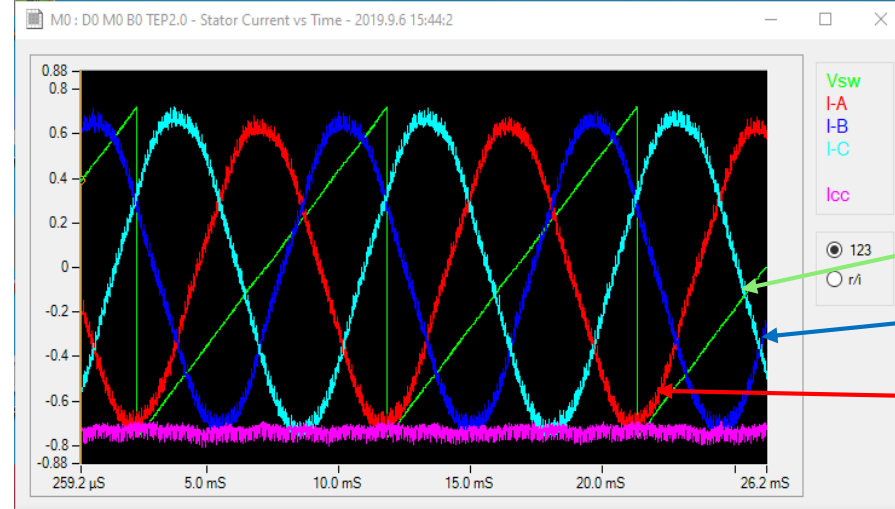 M0 : D0 M0 B0 TEP2.0 - Stator Current vs Time - 2019.9.6 15:44:2
0.88
0.8
0.6
0.4
0.2
0
-0.2
-0.4
-0.6
-0.8
-0.88
259.2 µS 5.0 mS 10.0 mS 15.0 mS 20.0 mS 26.2 mS
Vsw
I-A
I-B
I-C
Icc
123
r/i